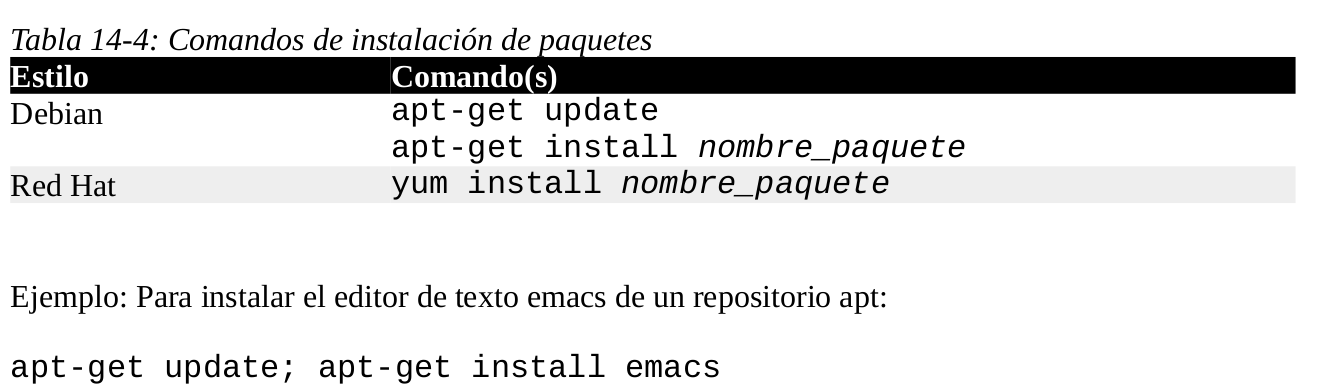 Tabla 14-4: Comandos de instalación de paquetes
Estilo Comando(s)
Debian apt-get update
apt-get install nombre_paquete
Red Hat yum install nombre_paquete
Ejemplo: Para instalar el editor de texto emacs de un repositorio apt:
apt-get update; apt-get install emacs